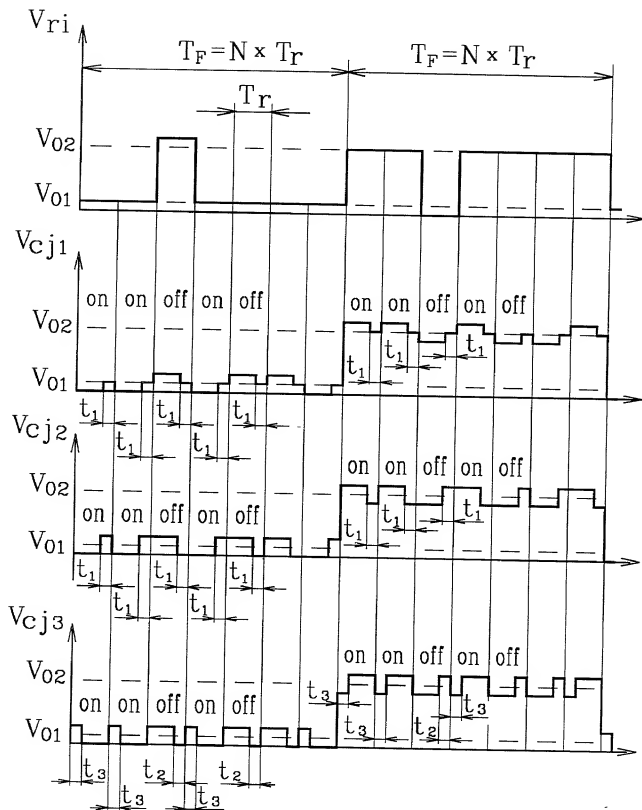 Vri
TF=N×Tr TF=N×Tr
Tr
V02
V01
Vcj1
on on off on off on on off on off
V02
t1 t1 t1
V01
t1 t1 t1
t1 t1
Vcj2
on on off on off
V02
on on off on off
V01
t1 t1 t1
t1 t1 t1
t1 t1
Vcj3
on on off on off
V02
on on off on off
t3 t3
V01
t3 t2
t3 t2 t2
t3 t3